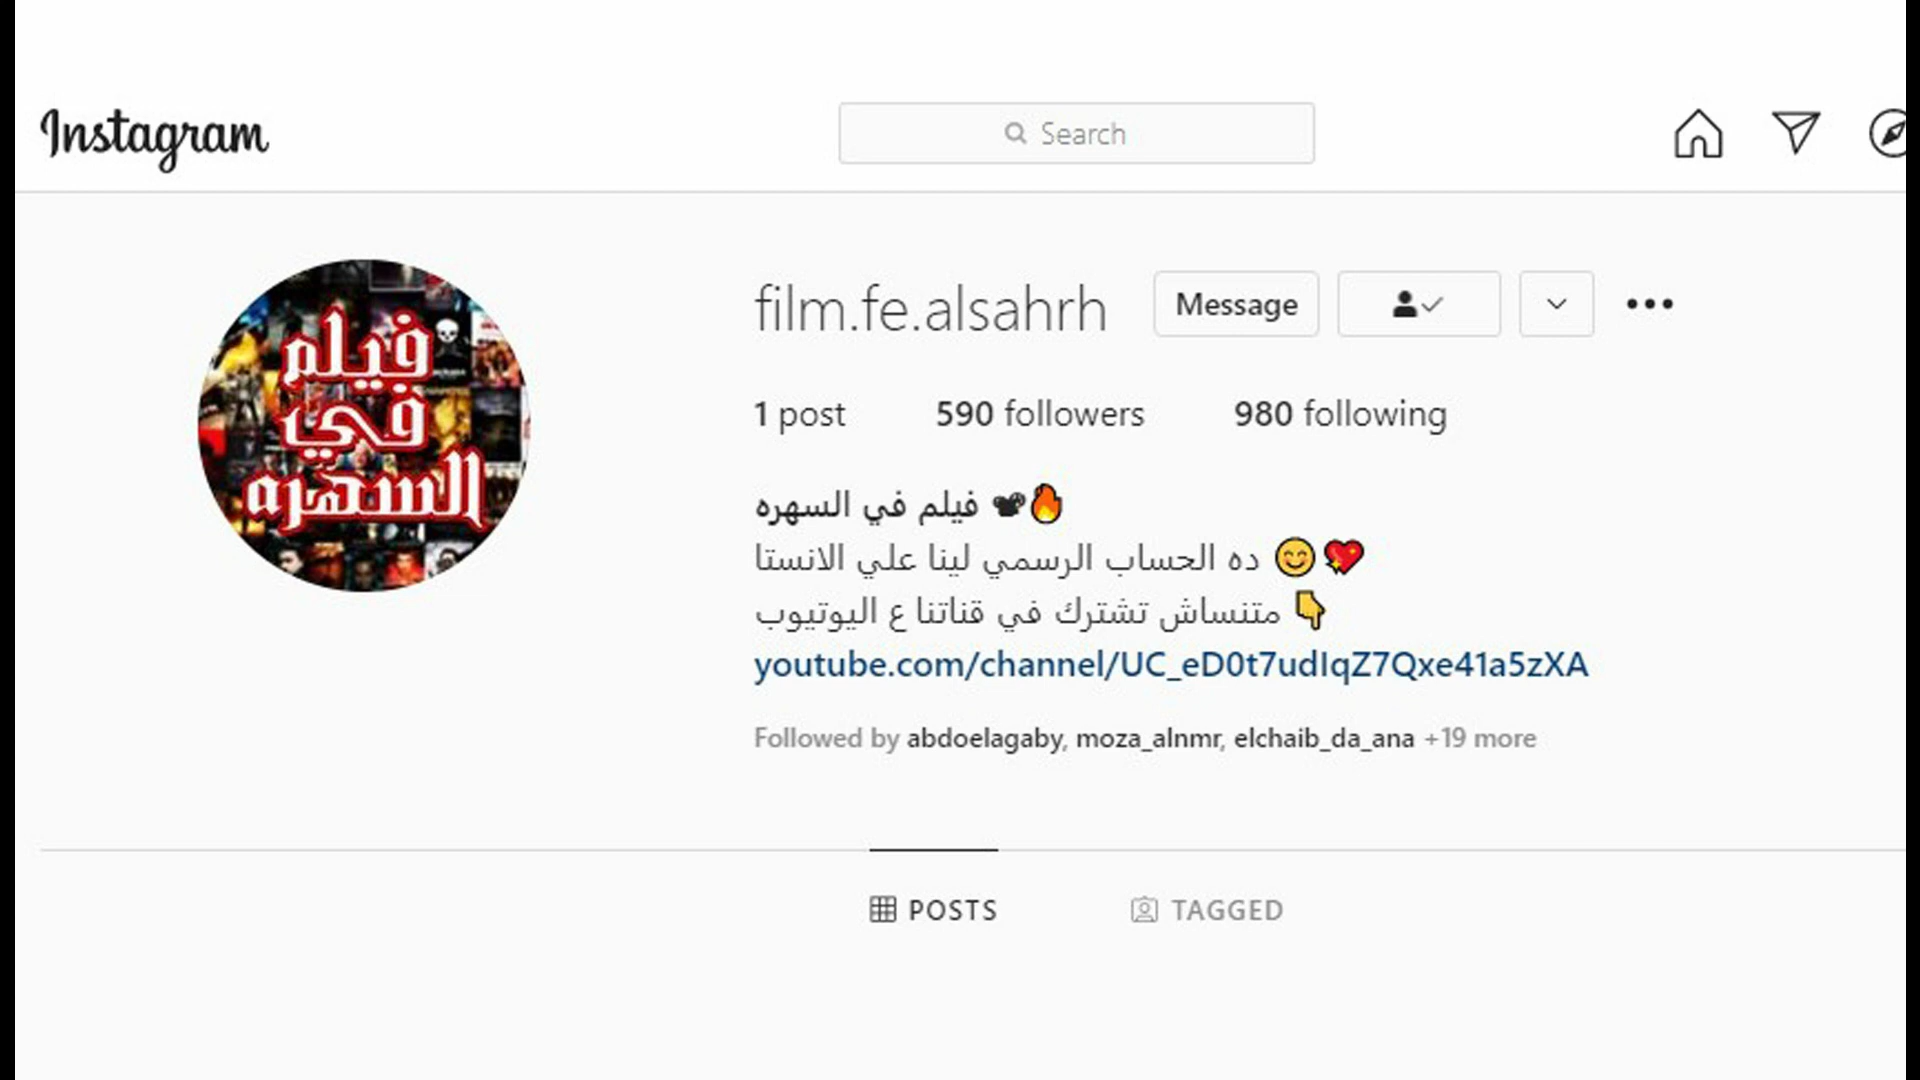 Instagram
Search
فيلم
في
السهره
film.fe.alsahrh
Message
1 post 590 followers 980 following
فيلم في السهره 📽🔥
ده الحساب الرسمي لينا علي الانستا 😊💖
متنساش تشترك في قناتنا ع اليوتيوب 👇
youtube.com/channel/UC_eD0t7udIqZ7Qxe41a5zXA
Followed by abdoelagaby, moza_alnmr, elchaib_da_ana +19 more
POSTS TAGGED